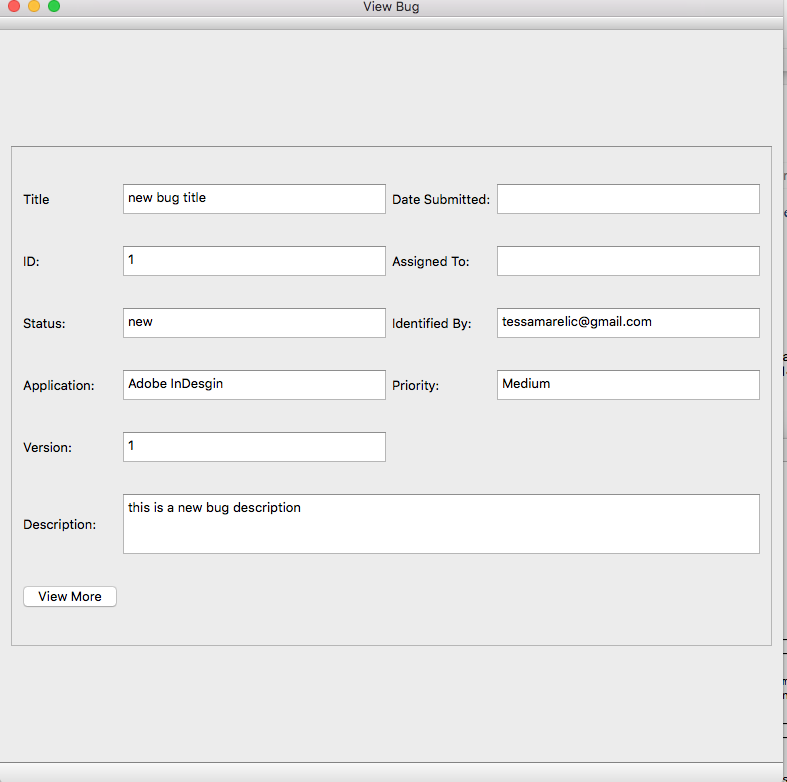 View Bug
Title new bug title Date Submitted:
ID: 1 Assigned To:
Status: new Identified By: tessamarelic@gmail.com
Application: Adobe InDesgin Priority: Medium
Version: 1
Description: this is a new bug description
View More